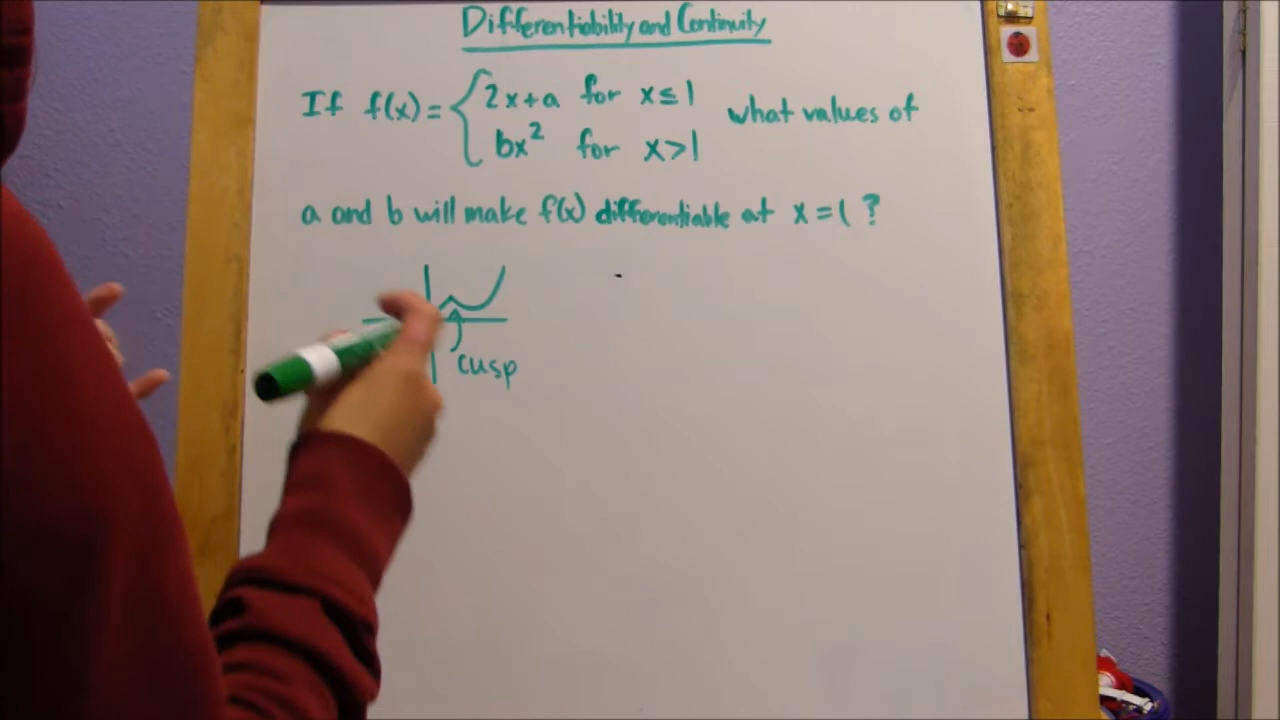 Differentiability and Continuity
If f(x) = { 2x+a for x≤1 what values of
bx² for x>1
a and b will make f(x) differentiable at x=1?
cusp